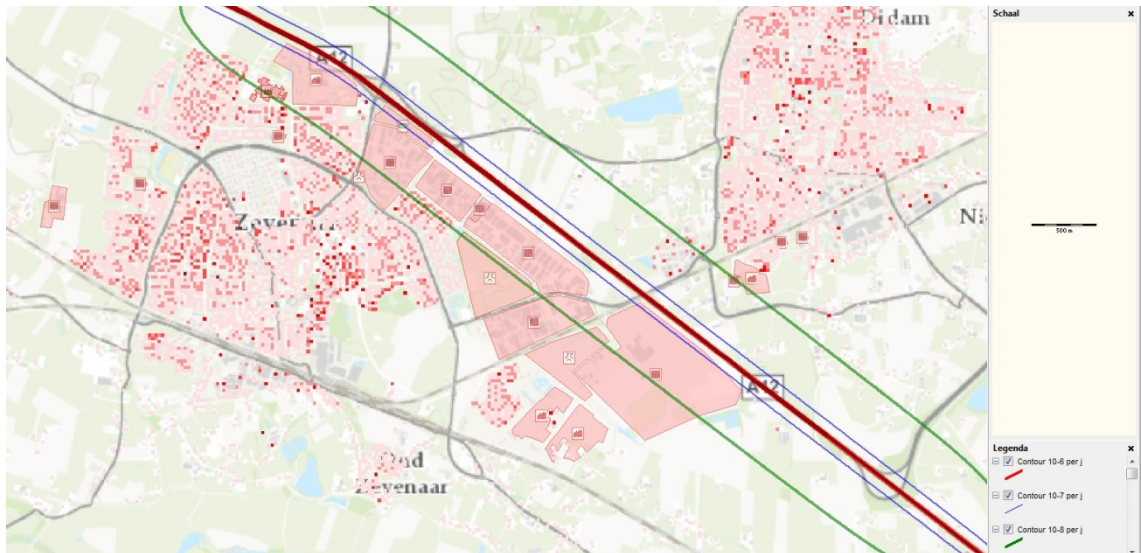 Schaal
Didam
A12
Zevenaar
500 m
A12
Oud
Zevenaar
Legenda
Contour 10-6 per j
Contour 10-7 per j
Contour 10-8 per j